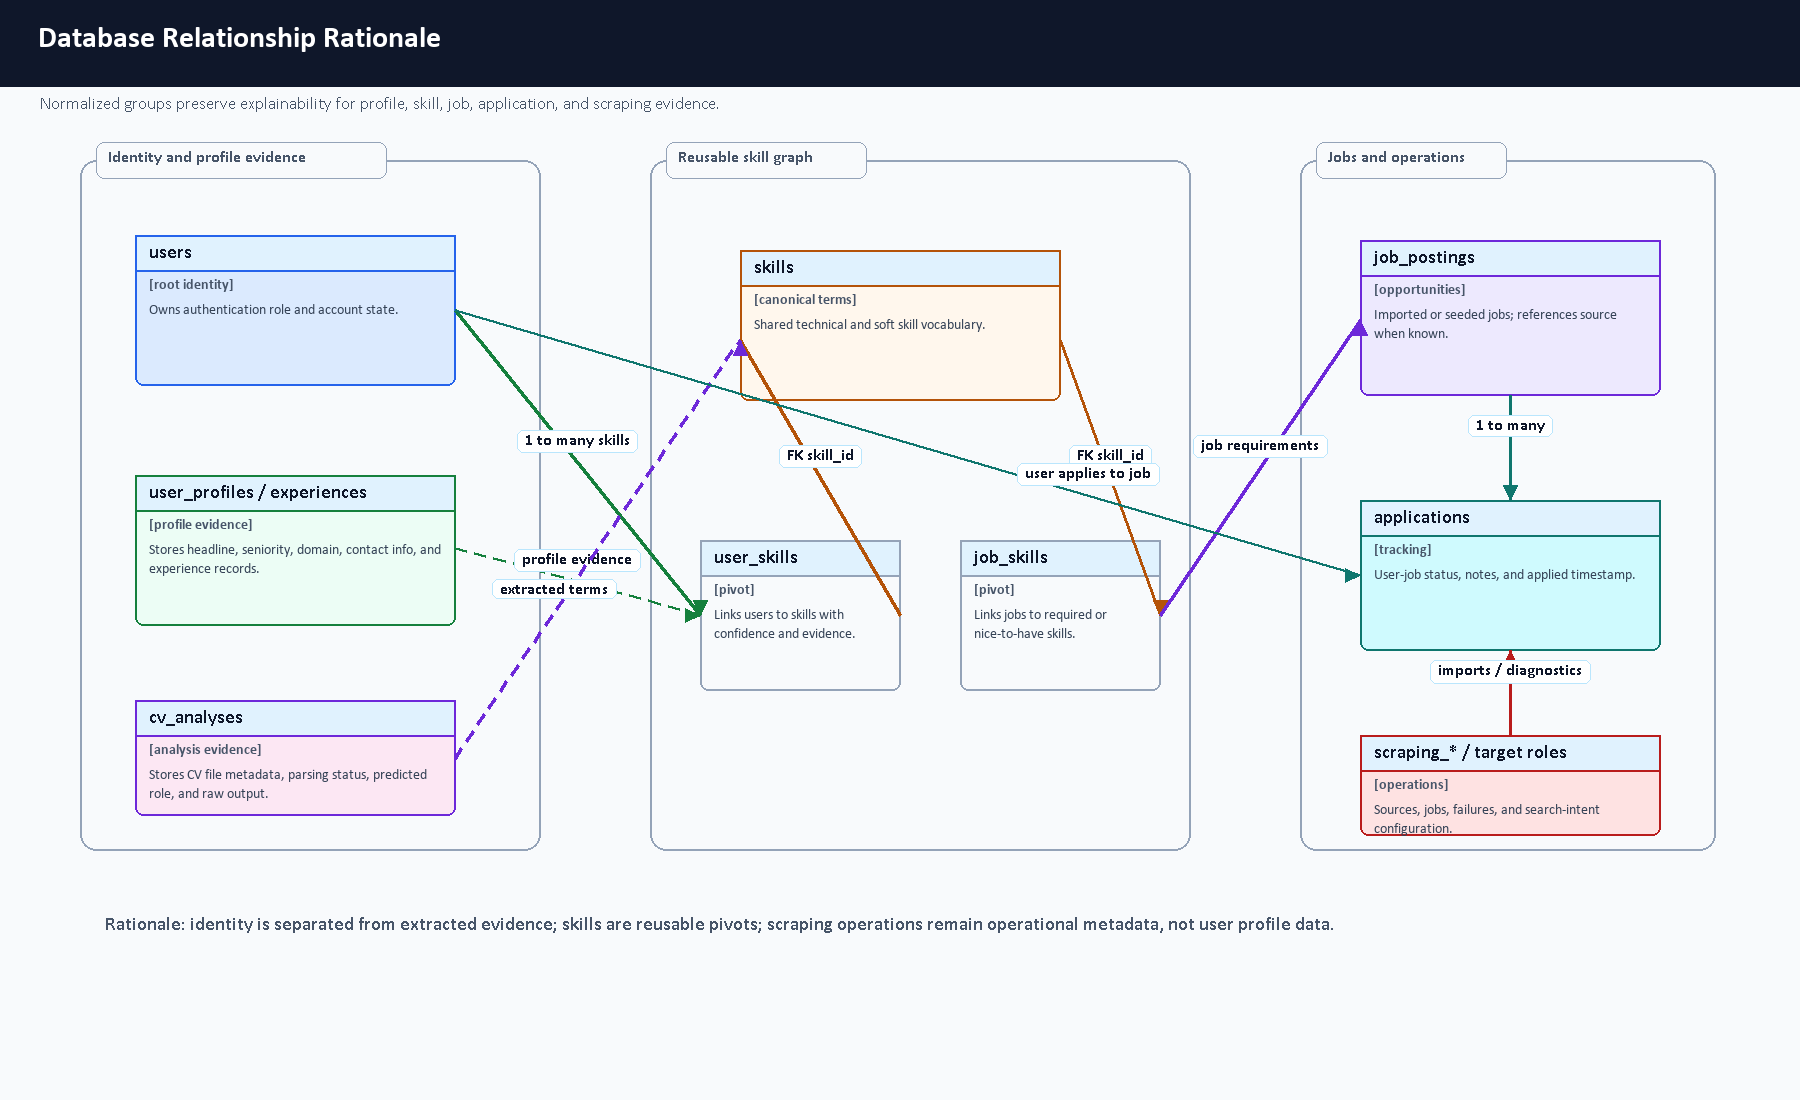 Database Relationship Rationale
Normalized groups preserve explainability for profile, skill, job, application, and scraping evidence.
Identity and profile evidence
users
[root identity]
Owns authentication role and account state.
user_profiles / experiences
[profile evidence]
Stores headline, seniority, domain, contact info, and
experience records.
cv_analyses
[analysis evidence]
Stores CV file metadata, parsing status, predicted
role, and raw output.
1 to many skills
profile evidence
extracted terms
Reusable skill graph
skills
[canonical terms]
Shared technical and soft skill vocabulary.
FK skill_id
FK skill_id
user applies to job
user_skills
[pivot]
Links users to skills with
confidence and evidence.
job_skills
[pivot]
Links jobs to required or
nice-to-have skills.
job requirements
Jobs and operations
job_postings
[opportunities]
Imported or seeded jobs; references source
when known.
1 to many
applications
[tracking]
User-job status, notes, and applied timestamp.
imports / diagnostics
scraping_* / target roles
[operations]
Sources, jobs, failures, and search-intent
configuration.
Rationale: identity is separated from extracted evidence; skills are reusable pivots; scraping operations remain operational metadata, not user profile data.